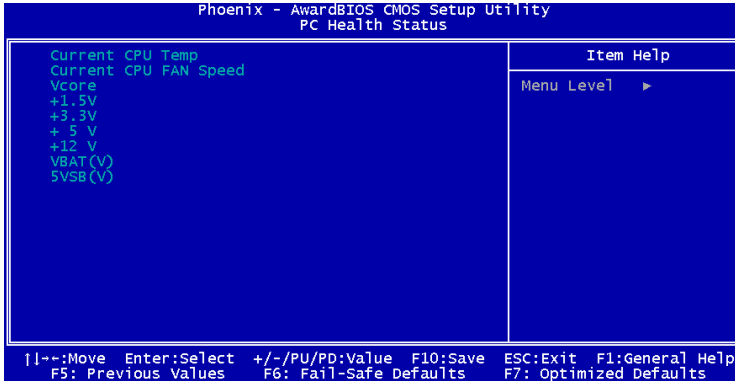 Phoenix - AwardBIOS CMOS Setup Utility
PC Health Status
Current CPU Temp
Current CPU FAN Speed
Vcore
+1.5V
+3.3V
+ 5 V
+12 V
VBAT(V)
5VSB(V)
Item Help
Menu Level ►
↑↓→←:Move Enter:Select +/-/PU/PD:Value F10:Save ESC:Exit F1:General Help
F5: Previous Values F6: Fail-Safe Defaults F7: Optimized Defaults